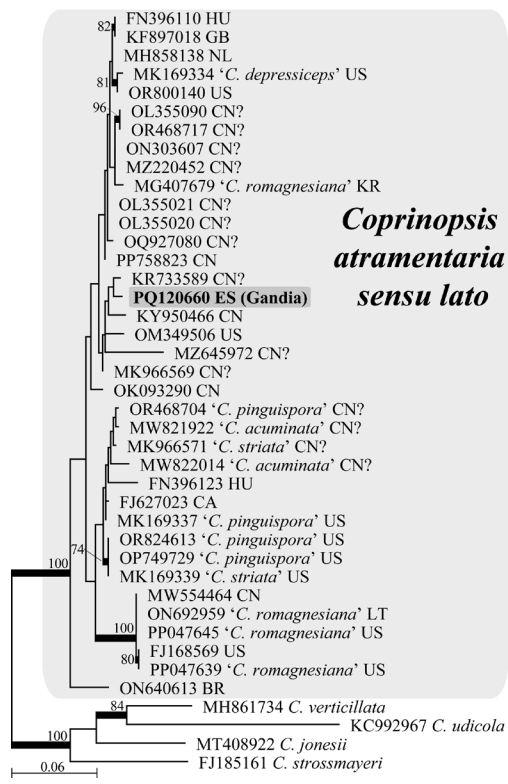 FN396110 HU
82
KF897018 GB
MH858138 NL
MK169334 ‘C. depressiceps’ US
81
OR800140 US
96
OL355090 CN?
OR468717 CN?
ON303607 CN?
MZ220452 CN?
MG407679 ‘C. romagnesiana’ KR
OL355021 CN?
OL355020 CN?
OQ927080 CN?
PP758823 CN
Coprinopsis
atramentaria
sensu lato
KR733589 CN?
PQ120660 ES (Gandia)
KY950466 CN
OM349506 US
MZ645972 CN?
MK966569 CN?
OK093290 CN
OR468704 ‘C. pinguispora’ CN?
MW821922 ‘C. acuminata’ CN?
MK966571 ‘C. striata’ CN?
MW822014 ‘C. acuminata’ CN?
FN396123 HU
FJ627023 CA
MK169337 ‘C. pinguispora’ US
OR824613 ‘C. pinguispora’ US
74
OP749729 ‘C. pinguispora’ US
100
MK169339 ‘C. striata’ US
MW554464 CN
ON692959 ‘C. romagnesiana’ LT
100
PP047645 ‘C. romagnesiana’ US
FJ168569 US
80
PP047639 ‘C. romagnesiana’ US
ON640613 BR
84
MH861734 C. verticillata
KC992967 C. udicola
100
MT408922 C. jonesii
FJ185161 C. strossmayeri
0.06